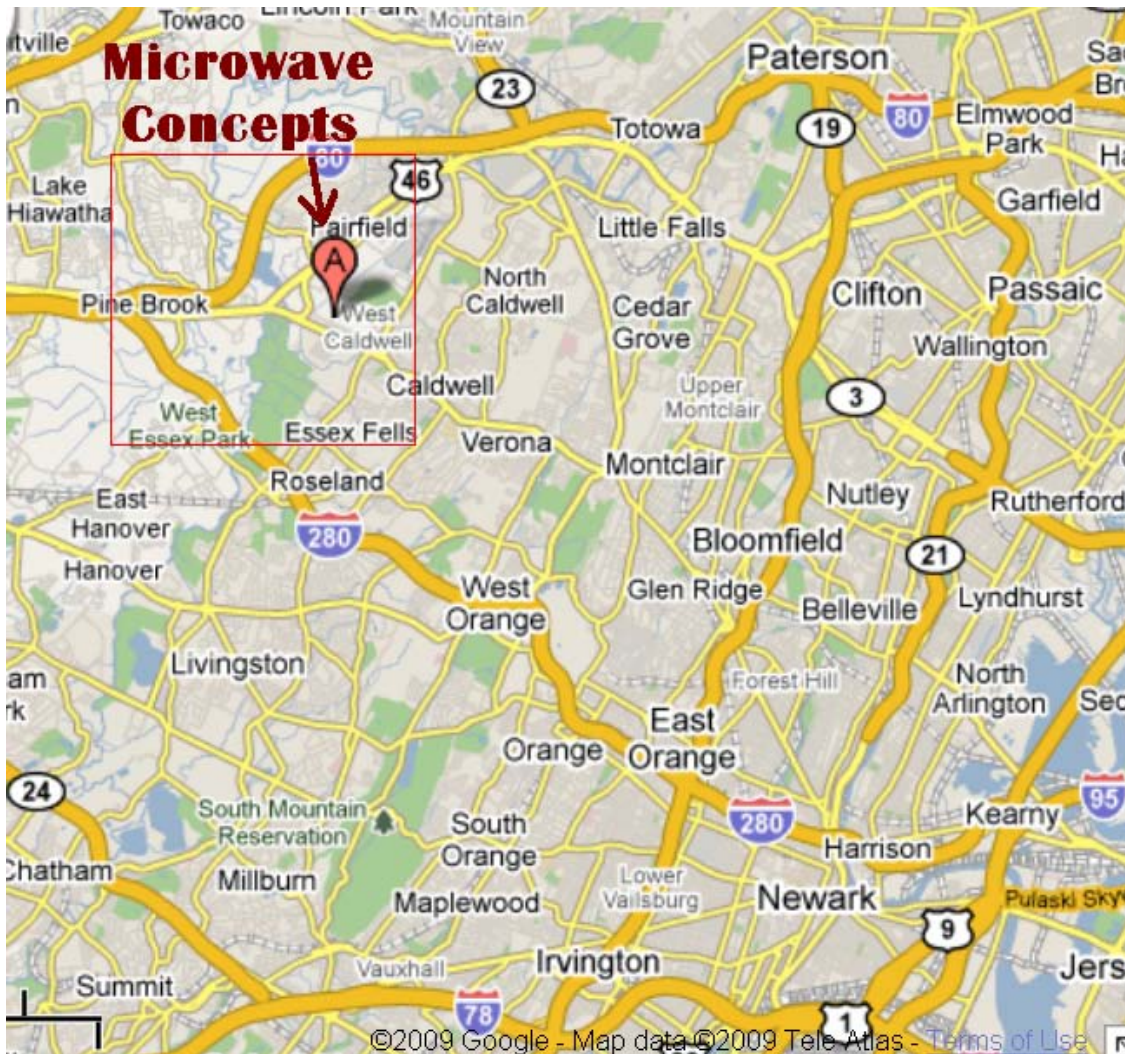 Towaco
Mountain
View
Microwave
Concepts
23
Paterson
80
19
Elmwood
Park
Totowa
80
46
Lake
Hiawatha
Fairfield
Garfield
Little Falls
A
North
Caldwell
Pine Brook
West
Caldwell
Cedar
Grove
Clifton
Passaic
Wallington
Caldwell
Upper
Montclair
3
West
Essex Park
Essex Fells
Verona
Montclair
Roseland
Nutley
Rutherford
East
Hanover
280
Bloomfield
21
Hanover
West
Orange
Glen Ridge
Belleville
Lyndhurst
Livingston
Forest Hill
North
Arlington
East
Orange
Orange
24
South Mountain
Reservation
South
Orange
280
95
Kearny
Harrison
Chatham
Millburn
Maplewood
Lower
Vailsburg
Newark
Pulaski Skyw
9
Irvington
Vauxhall
Jers
Summit
78
1
©2009 Google - Map data ©2009 Tele Atlas - Terms of Use